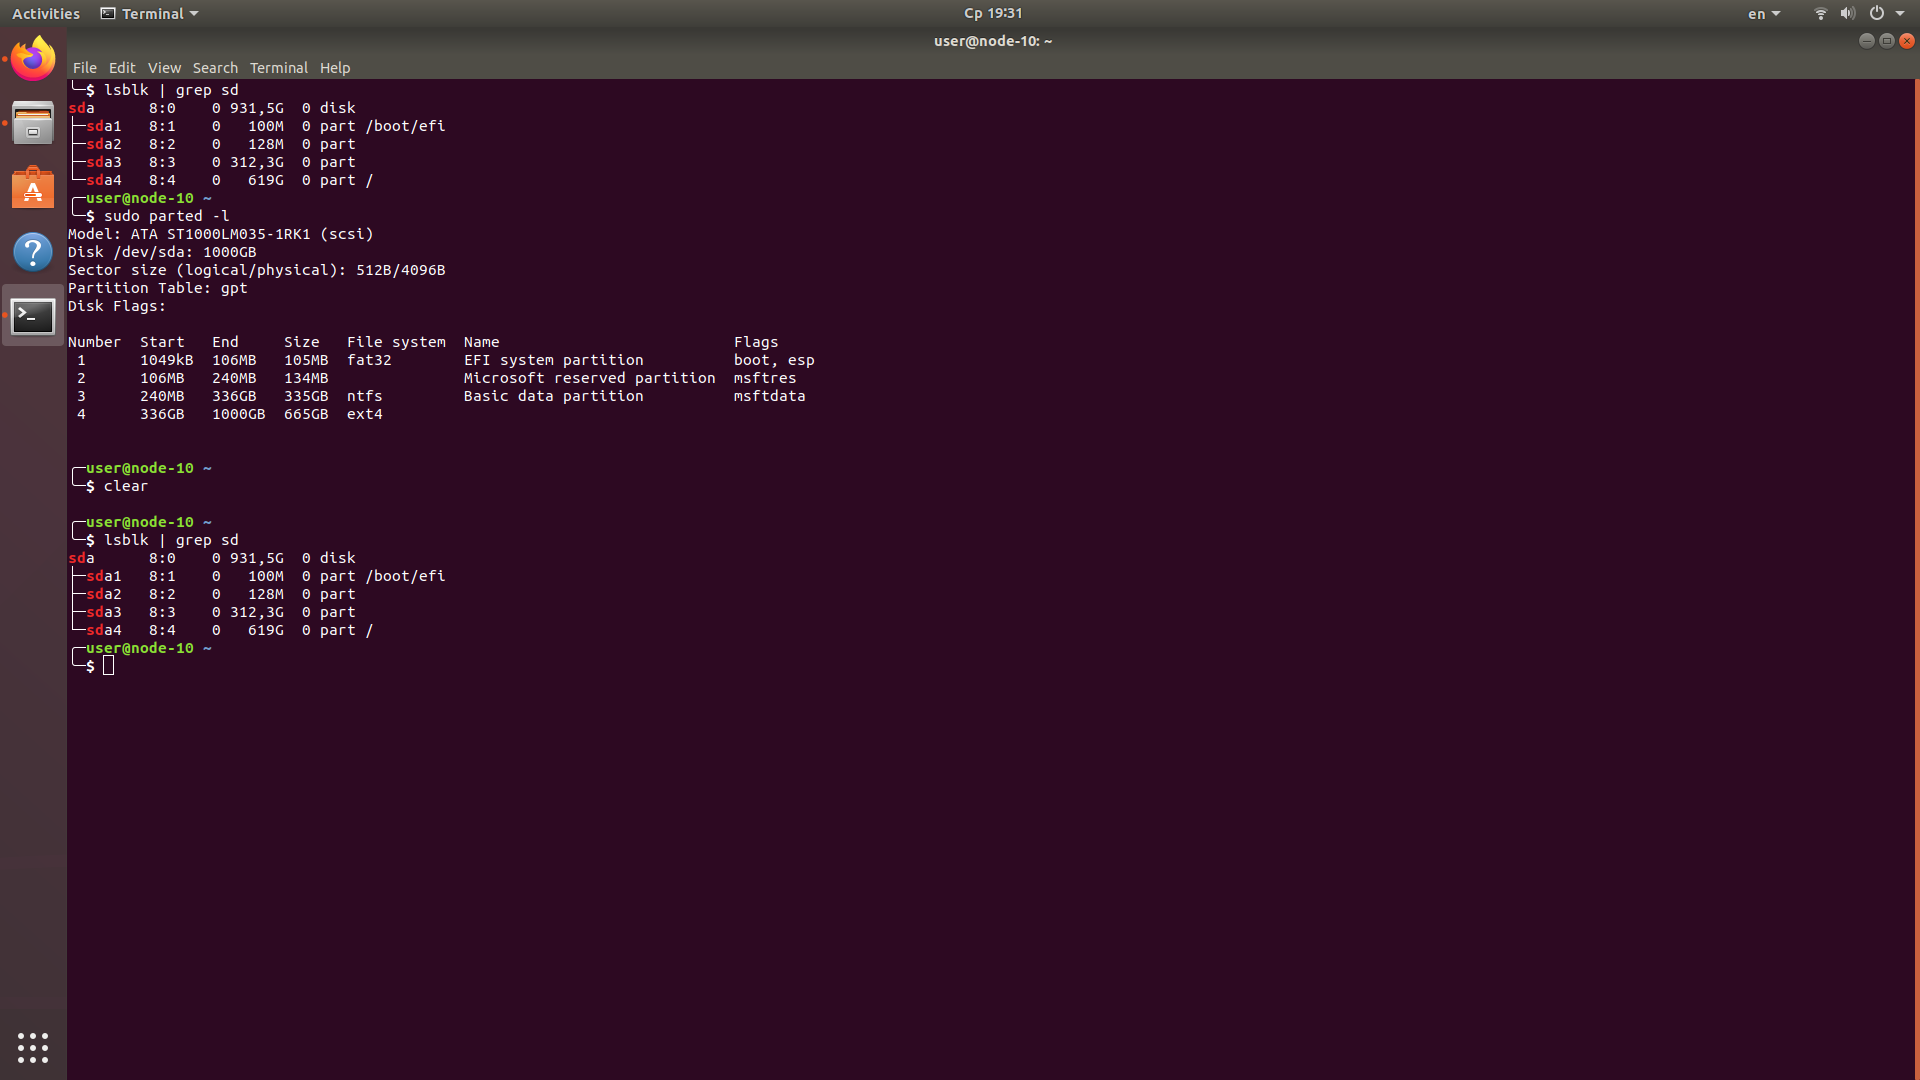 Activities Terminal Ср 19:31 en
user@node-10: ~
File Edit View Search Terminal Help
└─$ lsblk | grep sd
sda      8:0    0 931,5G  0 disk
├─sda1   8:1    0   100M  0 part /boot/efi
├─sda2   8:2    0   128M  0 part
├─sda3   8:3    0 312,3G  0 part
└─sda4   8:4    0   619G  0 part /
┌─user@node-10 ~
└─$ sudo parted -l
Model: ATA ST1000LM035-1RK1 (scsi)
Disk /dev/sda: 1000GB
Sector size (logical/physical): 512B/4096B
Partition Table: gpt
Disk Flags:
Number  Start   End     Size    File system  Name                          Flags
 1      1049kB  106MB   105MB   fat32        EFI system partition          boot, esp
 2      106MB   240MB   134MB                Microsoft reserved partition  msftres
 3      240MB   336GB   335GB   ntfs         Basic data partition          msftdata
 4      336GB   1000GB  665GB   ext4
┌─user@node-10 ~
└─$ clear
┌─user@node-10 ~
└─$ lsblk | grep sd
sda      8:0    0 931,5G  0 disk
├─sda1   8:1    0   100M  0 part /boot/efi
├─sda2   8:2    0   128M  0 part
├─sda3   8:3    0 312,3G  0 part
└─sda4   8:4    0   619G  0 part /
┌─user@node-10 ~
└─$